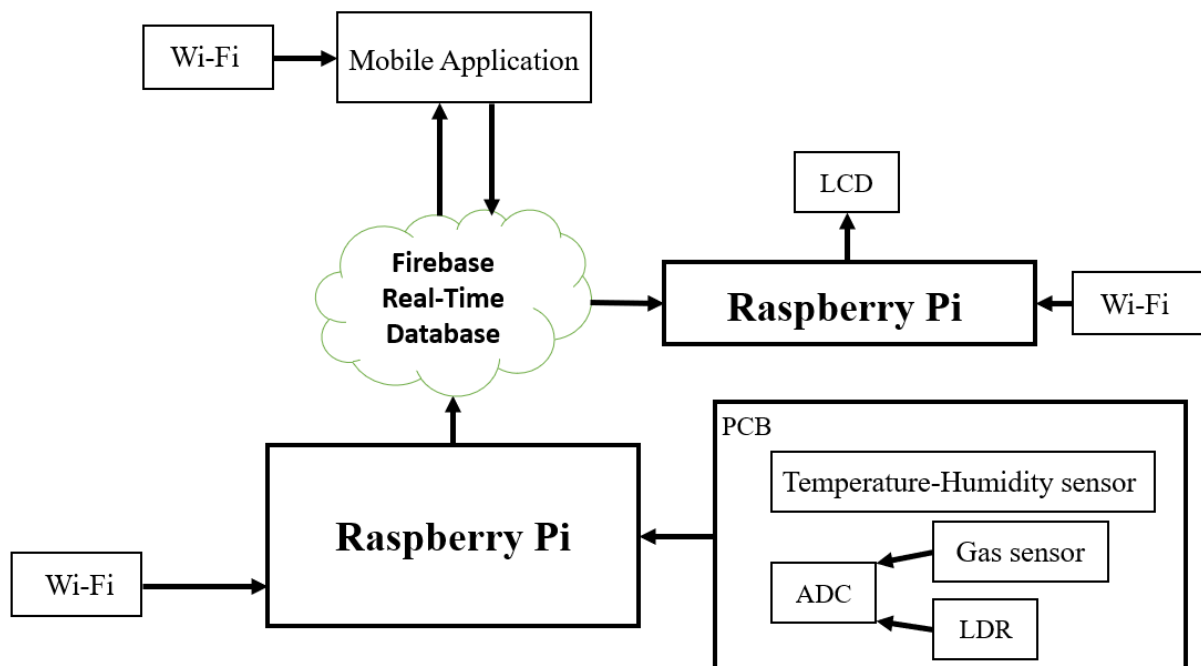 Wi-Fi
Mobile Application
LCD
Firebase
Real-Time
Database
Raspberry Pi
Wi-Fi
PCB
Temperature-Humidity sensor
Raspberry Pi
Gas sensor
Wi-Fi
ADC
LDR